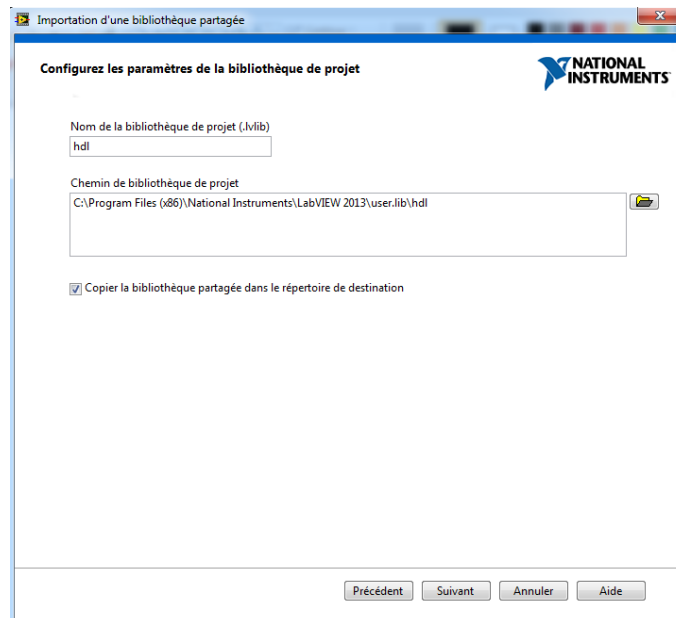 Importation d'une bibliothèque partagée
Configurez les paramètres de la bibliothèque de projet
NATIONAL
INSTRUMENTS
Nom de la bibliothèque de projet (.lvlib)
hdl
Chemin de bibliothèque de projet
C:\Program Files (x86)\National Instruments\LabVIEW 2013\user.lib\hdl
Copier la bibliothèque partagée dans le répertoire de destination
Précédent Suivant Annuler Aide